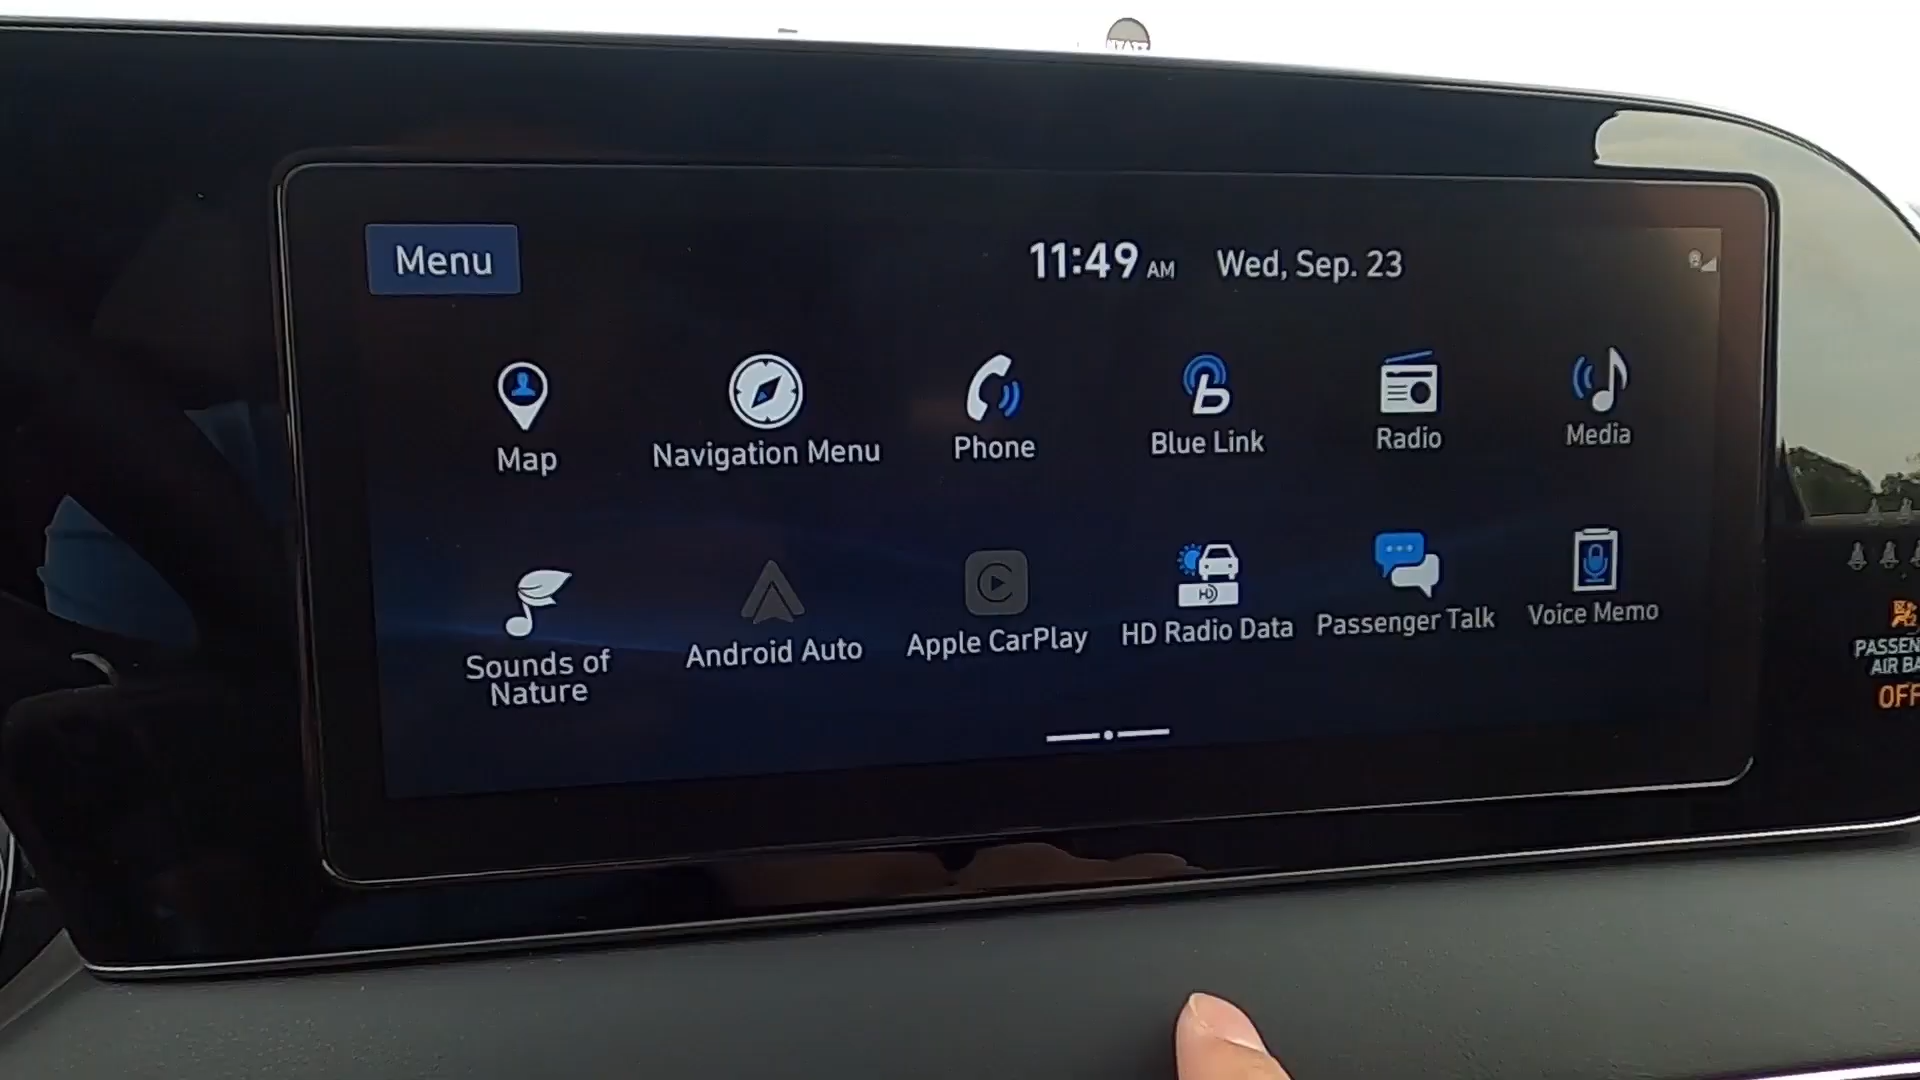 Menu
11:49 AM
Wed, Sep. 23
Map
Navigation Menu
Phone
Blue Link
Radio
Media
Sounds of
Nature
Android Auto
Apple CarPlay
HD Radio Data
Passenger Talk
Voice Memo
AIR
OFF